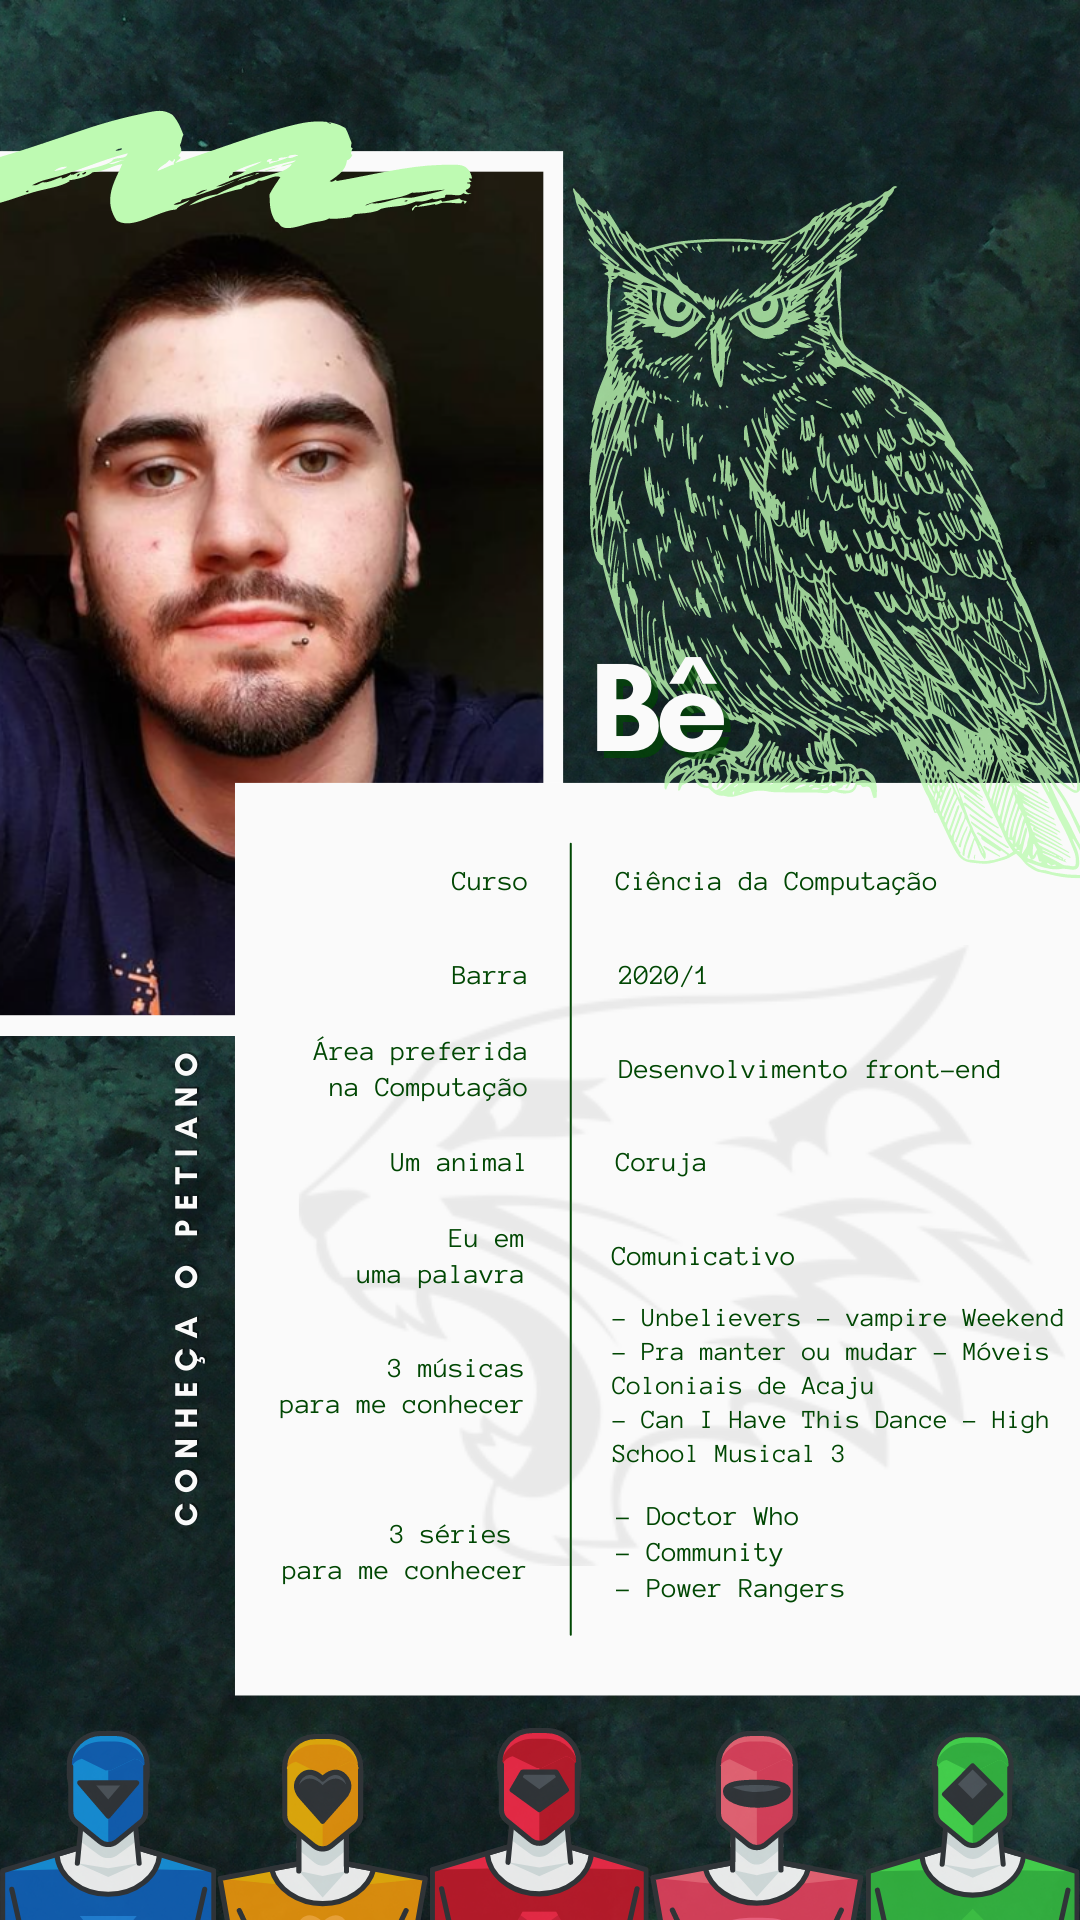 Bê
Curso
Ciência da Computação
Barra
2020/1
Área preferida
na Computação
Desenvolvimento front-end
Um animal
Coruja
Eu em
uma palavra
Comunicativo
3 músicas
para me conhecer
- Unbelievers - vampire Weekend
- Pra manter ou mudar - Móveis
Coloniais de Acaju
- Can I Have This Dance - High
School Musical 3
3 séries
para me conhecer
- Doctor Who
- Community
- Power Rangers
CONHEÇA O PETIANO